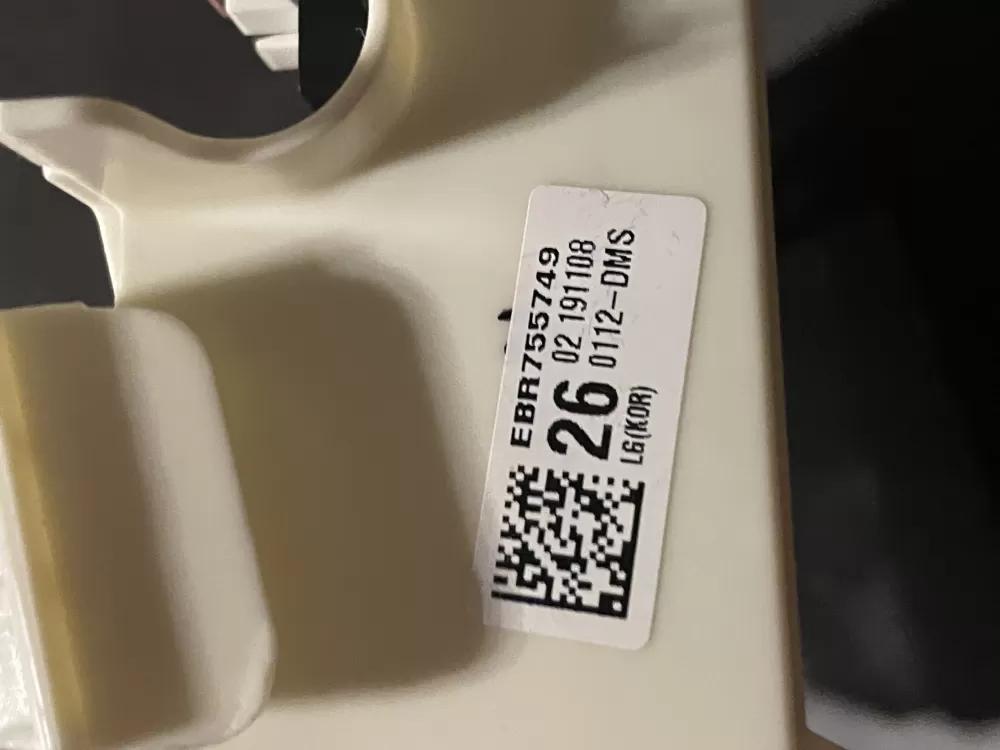 EBR755749
26 02 191108
0112-DMS
LG(KOR)